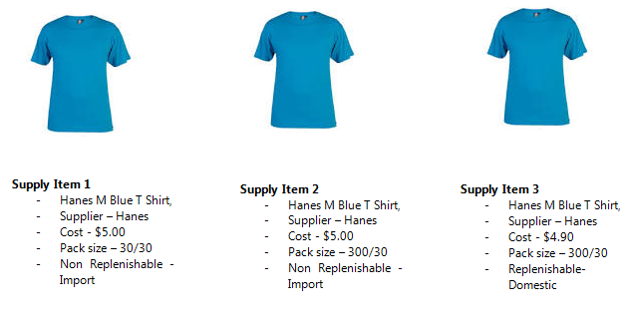 Supply Item 1
- Hanes M Blue T Shirt,
- Supplier – Hanes
- Cost - $5.00
- Pack size – 30/30
- Non Replenishable -
Import
Supply Item 2
- Hanes M Blue T Shirt,
- Supplier – Hanes
- Cost - $5.00
- Pack size – 300/30
- Non Replenishable -
Import
Supply Item 3
- Hanes M Blue T Shirt,
- Supplier – Hanes
- Cost - $4.90
- Pack size – 300/30
- Replenishable-
Domestic